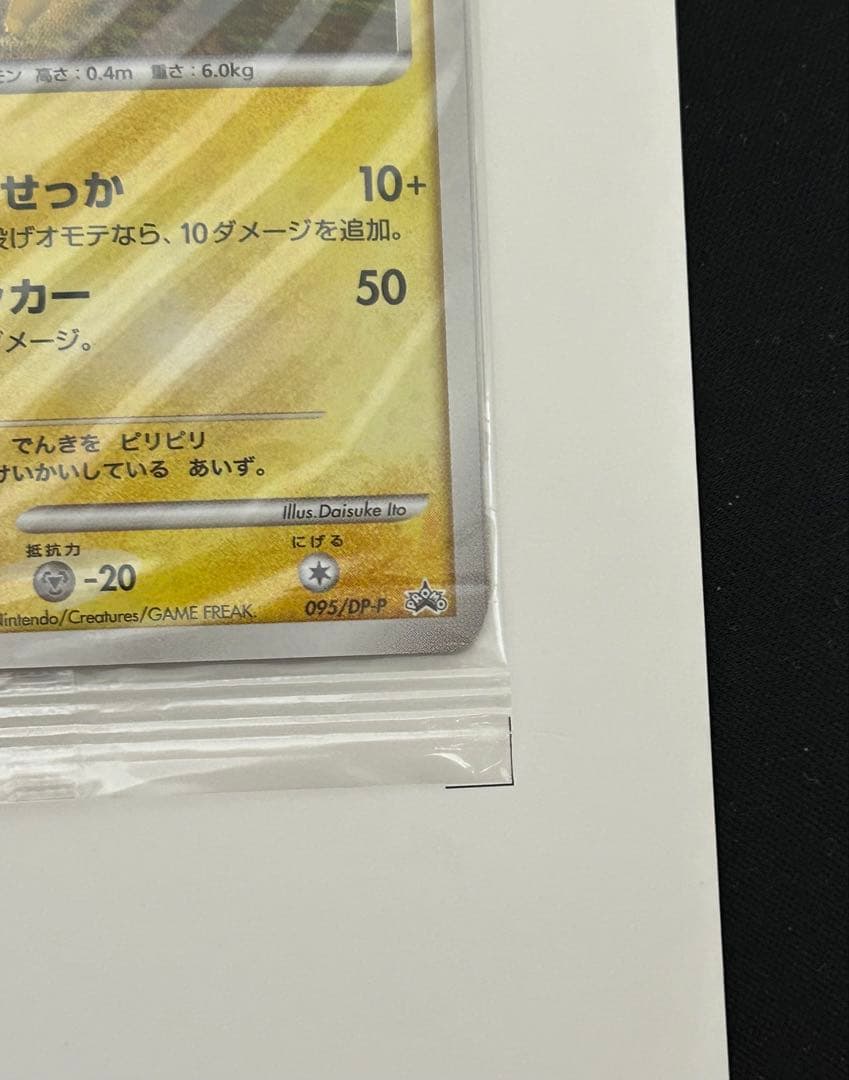 モン 高さ：0.4m 重さ：6.0kg
せっか 10+
投げオモテなら、10ダメージを追加。
ッカー 50
ダメージ。
でんきを ピリピリ
けいかいしている あいず。
Illus.Daisuke Ito
抵抗力 にげる
-20
Nintendo/Creatures/GAME FREAK.
095/DP-P PROMO